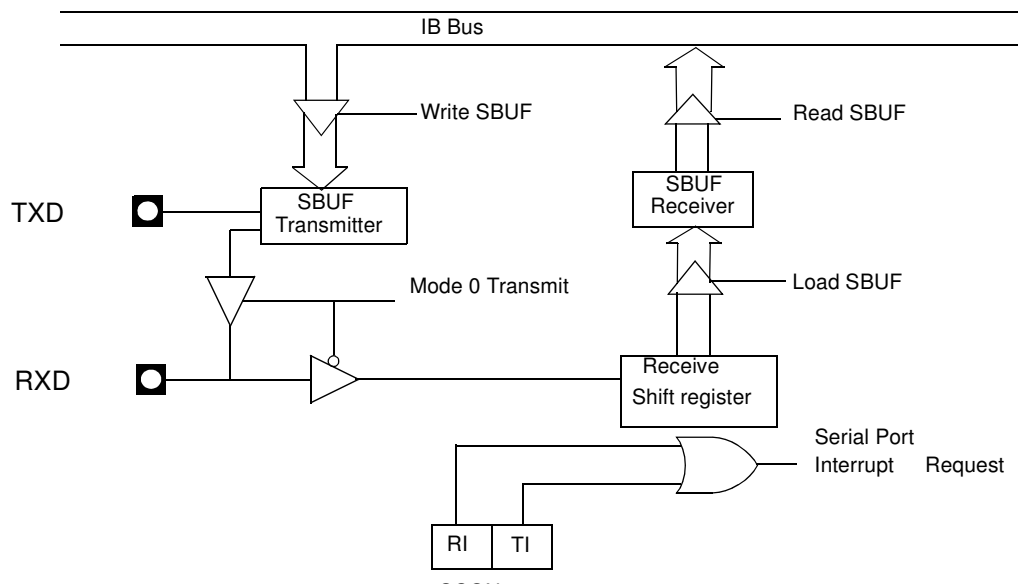 IB Bus
Write SBUF
Read SBUF
SBUF
Transmitter
SBUF
Receiver
TXD
Mode 0 Transmit
Load SBUF
RXD
Receive
Shift register
Serial Port
Interrupt Request
RI
TI